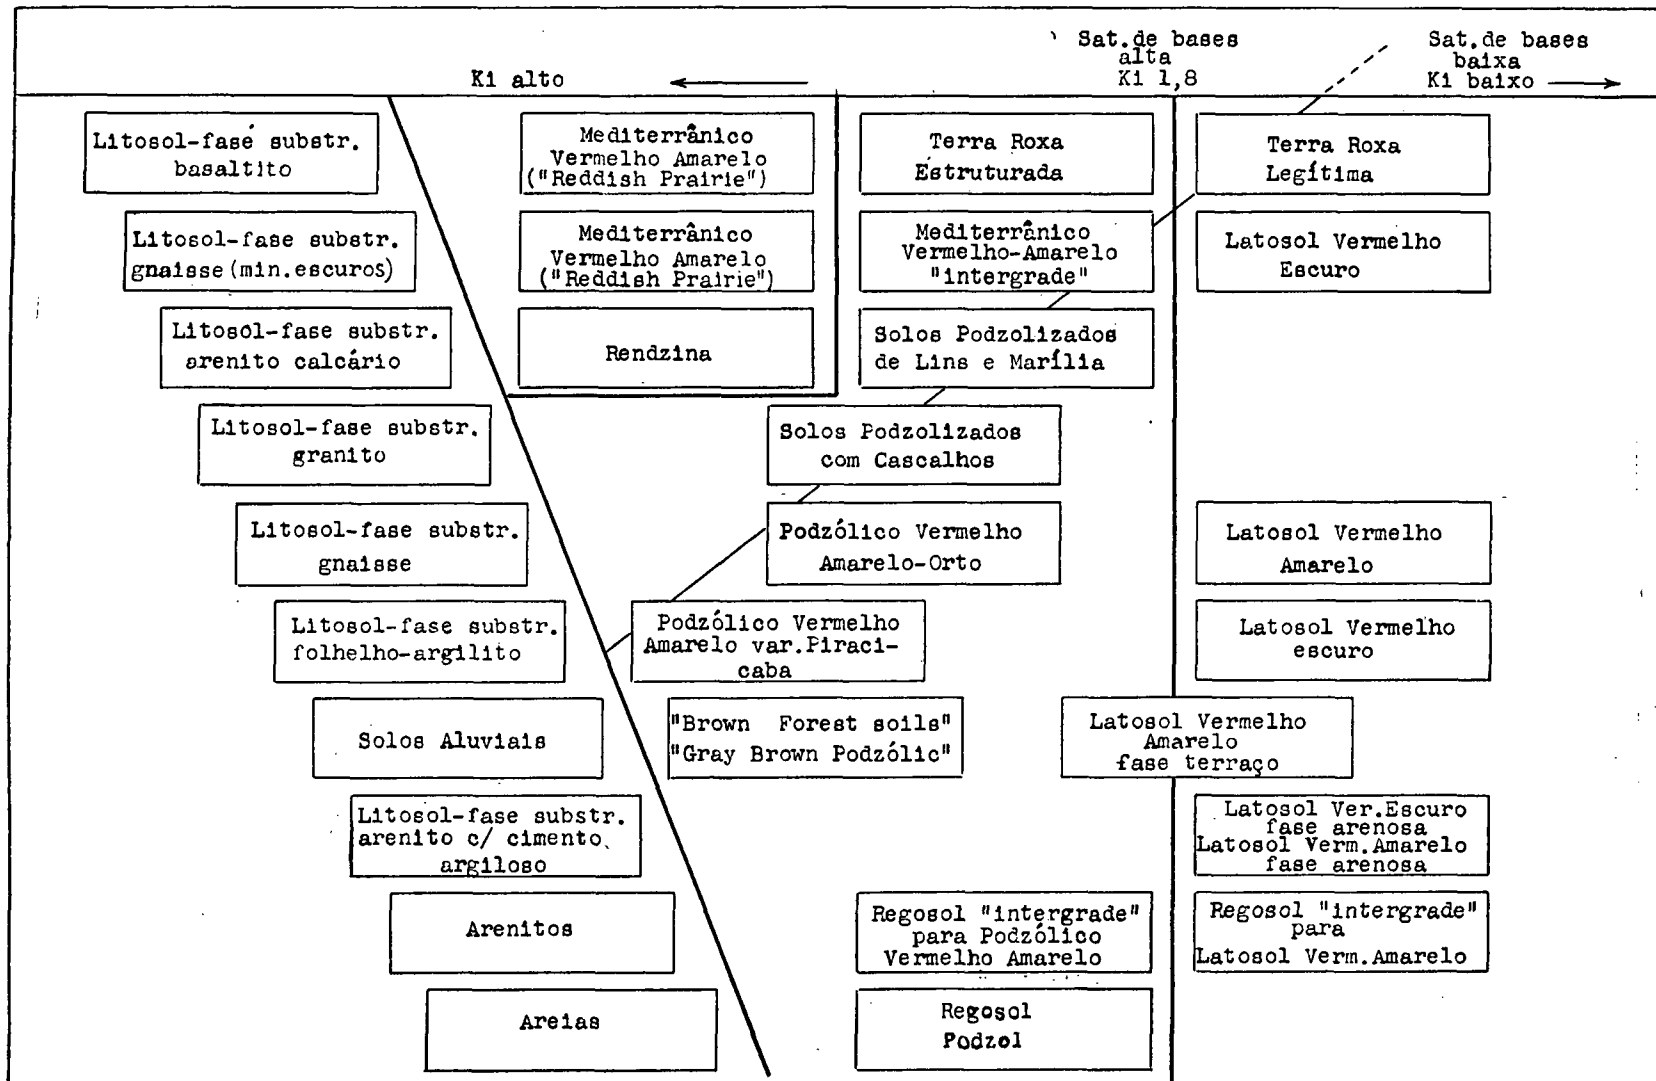 Sat.de bases
alta
Ki 1,8
Sat.de bases
baixa
Ki baixo
Ki alto
Litosol-fase substr.
basaltito
Mediterrânico
Vermelho Amarelo
("Reddish Prairie")
Terra Roxa
Estruturada
Terra Roxa
Legítima
Litosol-fase substr.
gnaisse(min.escuros)
Mediterrânico
Vermelho Amarelo
("Reddish Prairie")
Mediterrânico
Vermelho-Amarelo
"intergrade"
Latosol Vermelho
Escuro
Litosol-fase substr.
arenito calcário
Rendzina
Solos Podzolizados
de Lins e Marília
Litosol-fase substr.
granito
Solos Podzolizados
com Cascalhos
Litosol-fase substr.
gnaisse
Podzólico Vermelho
Amarelo-Orto
Latosol Vermelho
Amarelo
Litosol-fase substr.
folhelho-argilito
Podzólico Vermelho
Amarelo var.Piraci-
caba
Latosol Vermelho
escuro
Solos Aluviais
"Brown Forest soils"
"Gray Brown Podzólic"
Latosol Vermelho
Amarelo
fase terraço
Litosol-fase substr.
arenito c/ cimento
argiloso
Latosol Ver.Escuro
fase arenosa
Latosol Verm.Amarelo
fase arenosa
Arenitos
Regosol "intergrade"
para Podzólico
Vermelho Amarelo
Regosol "intergrade"
para
Latosol Verm.Amarelo
Areias
Regosol
Podzol